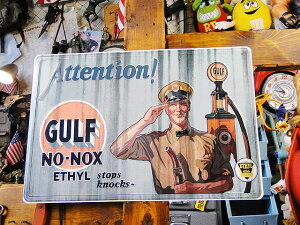 Attention!
GULF
GULF
NO-NOX
ETHYL stops
knocks~